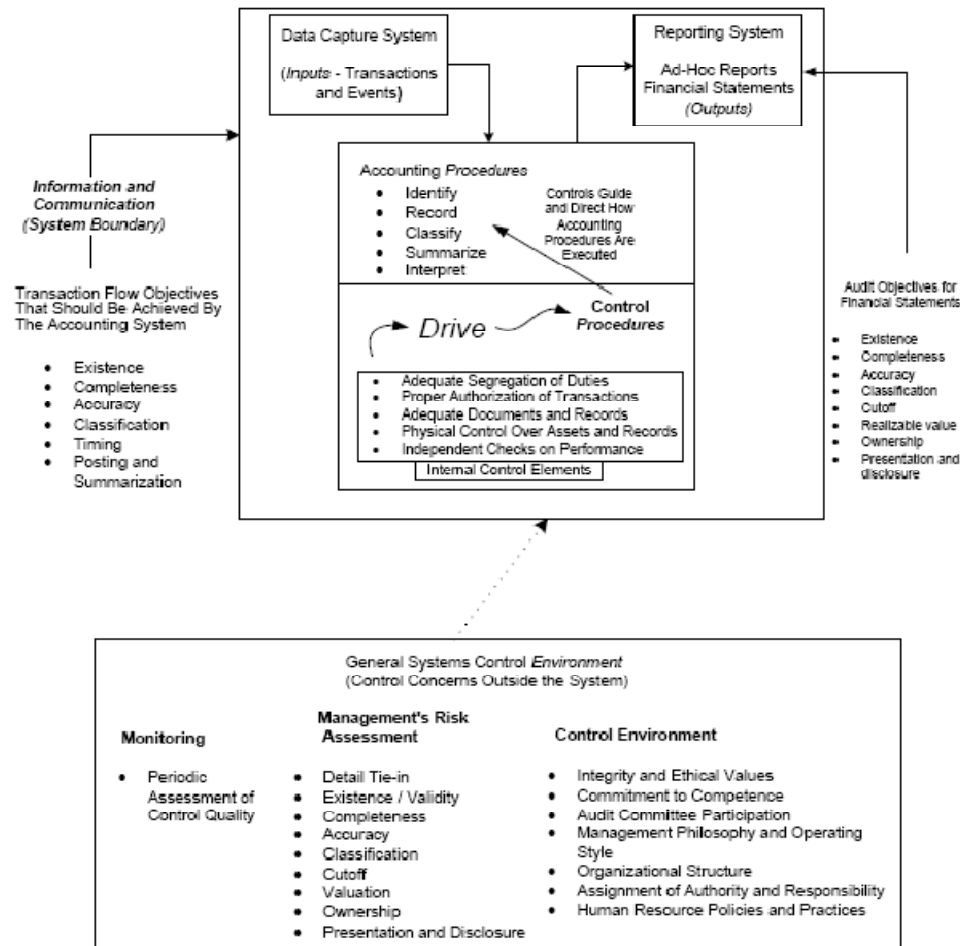 Data Capture System
(Inputs - Transactions
and Events)
Reporting System
Ad-Hoc Reports
Financial Statements
(Outputs)
Information and
Communication
(System Boundary)
Accounting Procedures
• Identify
• Record
• Classify
• Summarize
• Interpret
Controls Guide
and Direct How
Accounting
Procedures Are
Executed
Transaction Flow Objectives
That Should Be Achieved By
The Accounting System
• Existence
• Completeness
• Accuracy
• Classification
• Timing
• Posting and
Summarization
Drive
Control
Procedures
• Adequate Segregation of Duties
• Proper Authorization of Transactions
• Adequate Documents and Records
• Physical Control Over Assets and Records
• Independent Checks on Performance
Internal Control Elements
Audit Objectives for
Financial Statements
• Existence
• Completeness
• Accuracy
• Classification
• Cutoff
• Realizable value
• Ownership
• Presentation and
disclosure
General Systems Control Environment
(Control Concerns Outside the System)
Monitoring
• Periodic
Assessment of
Control Quality
Management's Risk
Assessment
• Detail Tie-in
• Existence / Validity
• Completeness
• Accuracy
• Classification
• Cutoff
• Valuation
• Ownership
• Presentation and Disclosure
Control Environment
• Integrity and Ethical Values
• Commitment to Competence
• Audit Committee Participation
• Management Philosophy and Operating
Style
• Organizational Structure
• Assignment of Authority and Responsibility
• Human Resource Policies and Practices